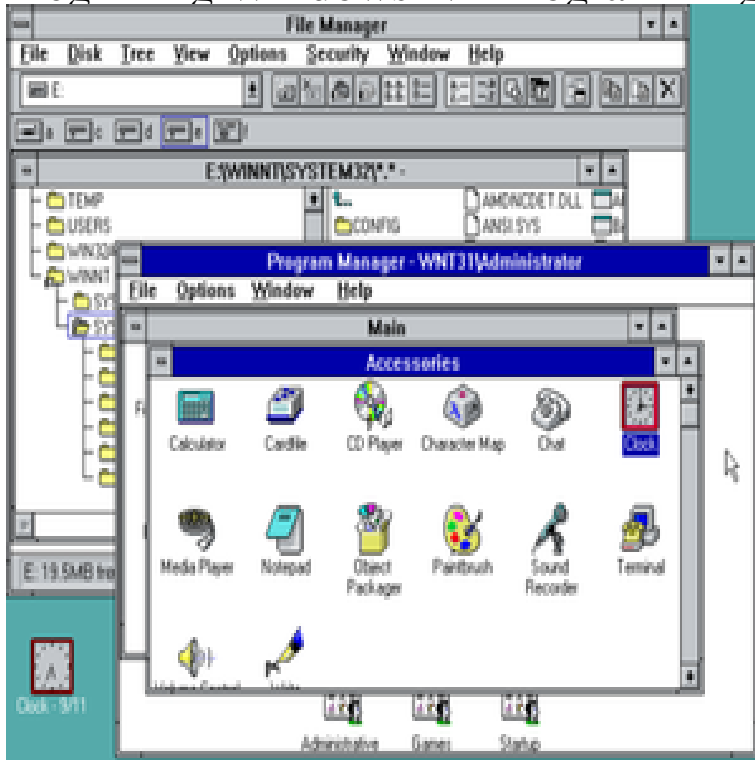 File Manager
File Disk Tree View Options Security Window Help
E:
a c d e f
E:\WINNT\SYSTEM32\*.* -
TEMP
USERS
WINNT
CONFIG
AMDNCDET.DLL
ANSI.SYS
Program Manager - WNT31\Administrator
File Options Window Help
Main
Accessories
Calculator Cardfile CD Player Character Map Chat Clock
Media Player Notepad Object Packager Paintbrush Sound Recorder Terminal
E: 19.5MB
Clock - 9/11
Administrative Games Startup